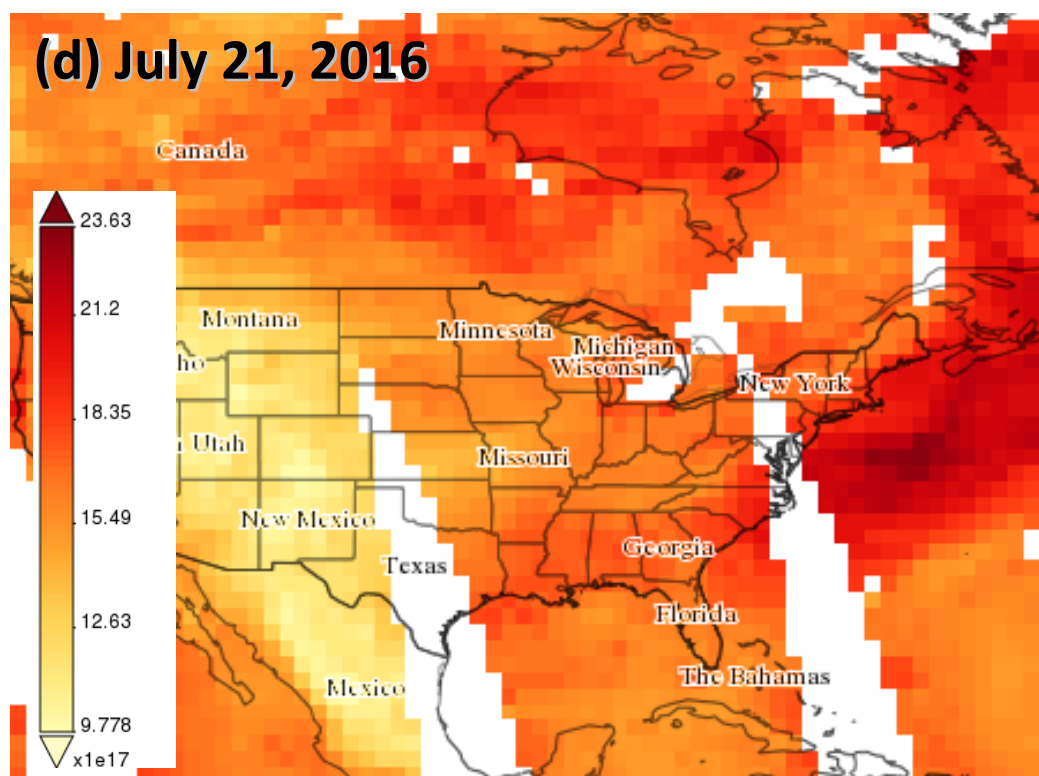 (d) July 21, 2016
Canada
23.63
21.2
18.35
15.49
12.63
9.778
x1e17
Montana
Minnesota
Michigan
Wisconsin
ho
New York
Utah
Missouri
New Mexico
Georgia
Texas
Florida
The Bahamas
Mexico